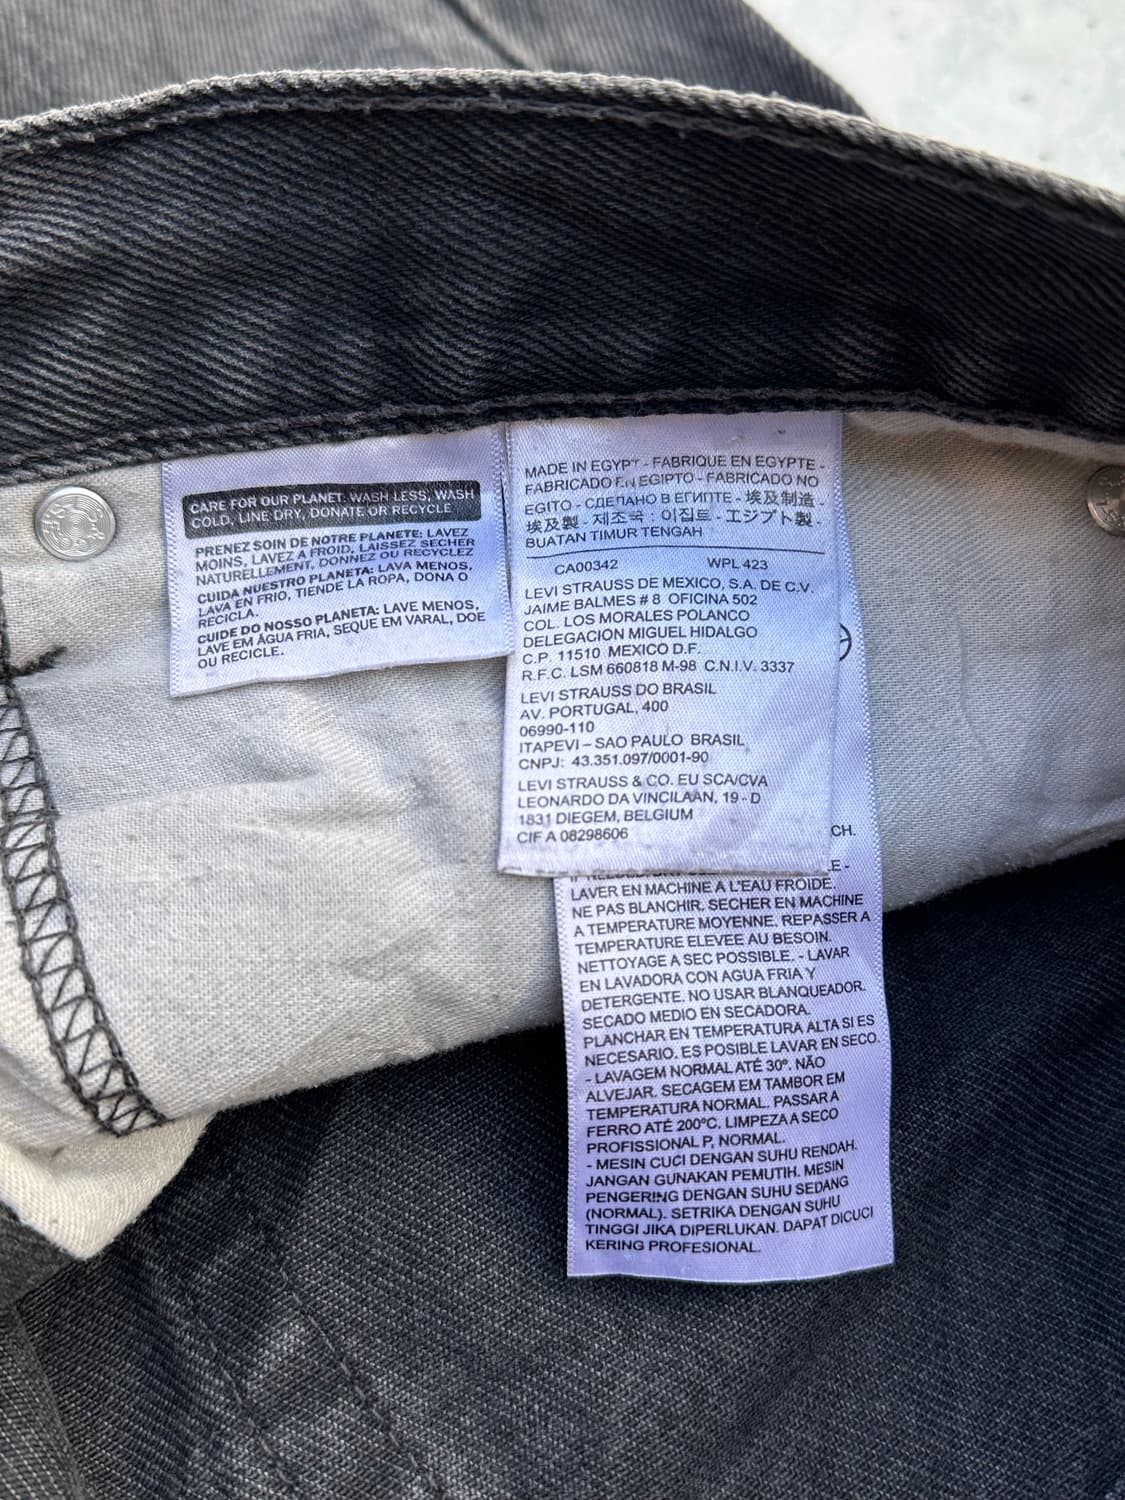 CARE FOR OUR PLANET: WASH LESS, WASH
COLD, LINE DRY, DONATE OR RECYCLE
PRENEZ SOIN DE NOTRE PLANETE: LAVEZ
MOINS, LAVEZ A FROID, LAISSEZ SECHER
NATURELLEMENT, DONNEZ OU RECYCLEZ
CUIDA NUESTRO PLANETA: LAVA MENOS,
LAVA EN FRIO, TIENDE LA ROPA, DONA O
RECICLA.
CUIDE DO NOSSO PLANETA: LAVE MENOS,
LAVE EM ÁGUA FRIA, SEQUE EM VARAL, DOE
OU RECICLE.
MADE IN EGYPT - FABRIQUE EN EGYPTE -
FABRICADO EN EGIPTO - FABRICADO NO
EGITO - СДЕЛАНО В ЕГИПТЕ - 埃及制造 -
埃及製 - 제조국 : 이집트 - エジプト製 -
BUATAN TIMUR TENGAH
CA00342 WPL 423
LEVI STRAUSS DE MEXICO, S.A. DE C.V.
JAIME BALMES # 8 OFICINA 502
COL. LOS MORALES POLANCO
DELEGACION MIGUEL HIDALGO
C.P. 11510 MEXICO D.F.
R.F.C. LSM 660818 M-98 C.N.I.V. 3337
LEVI STRAUSS DO BRASIL
AV. PORTUGAL, 400
06990-110
ITAPEVI – SAO PAULO BRASIL
CNPJ: 43.351.097/0001-90
LEVI STRAUSS & CO. EU SCA/CVA
LEONARDO DA VINCILAAN, 19 - D
1831 DIEGEM, BELGIUM
CIF A 08298606
CH.
LAVER EN MACHINE A L'EAU FROIDE.
NE PAS BLANCHIR. SECHER EN MACHINE
A TEMPERATURE MOYENNE. REPASSER A
TEMPERATURE ELEVEE AU BESOIN.
NETTOYAGE A SEC POSSIBLE. - LAVAR
EN LAVADORA CON AGUA FRIA Y
DETERGENTE. NO USAR BLANQUEADOR.
SECADO MEDIO EN SECADORA.
PLANCHAR EN TEMPERATURA ALTA SI ES
NECESARIO. ES POSIBLE LAVAR EN SECO.
- LAVAGEM NORMAL ATÉ 30º. NÃO
ALVEJAR. SECAGEM EM TAMBOR EM
TEMPERATURA NORMAL. PASSAR A
FERRO ATÉ 200ºC. LIMPEZA A SECO
PROFISSIONAL P, NORMAL.
- MESIN CUCI DENGAN SUHU RENDAH.
JANGAN GUNAKAN PEMUTIH. MESIN
PENGERING DENGAN SUHU SEDANG
(NORMAL). SETRIKA DENGAN SUHU
TINGGI JIKA DIPERLUKAN. DAPAT DICUCI
KERING PROFESIONAL.